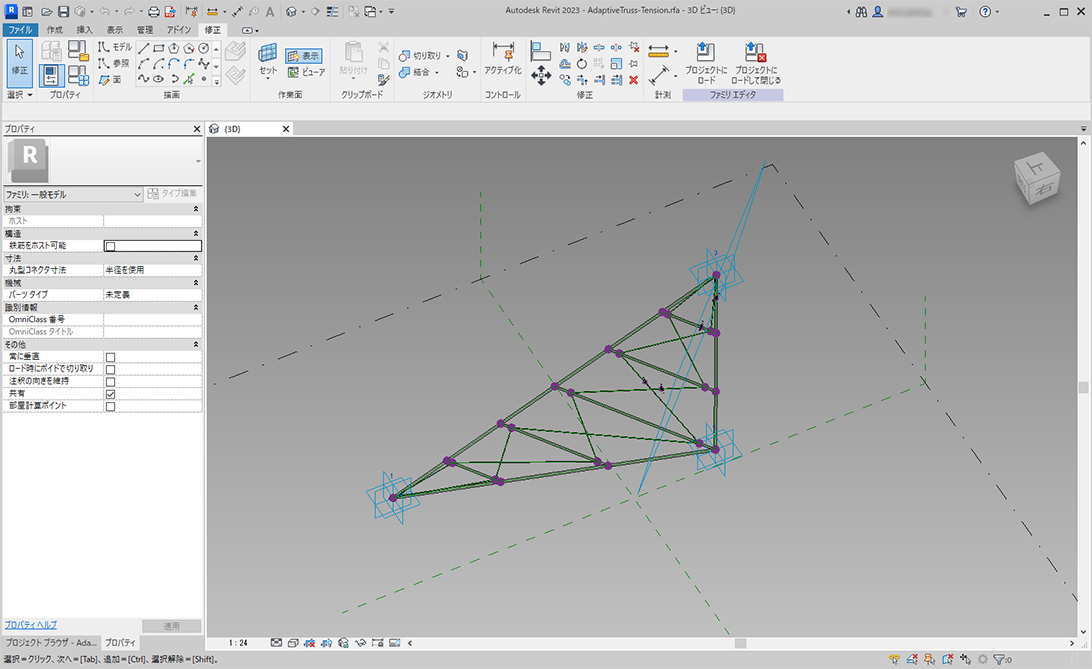 Autodesk Revit 2023 - AdaptiveTruss-Tension.rfa - 3D ビュー: {3D}
ファイル 作成 挿入 表示 管理 アドイン 修正
修正
モデル
参照
面
セット
表示
ビューア
貼り付け
切り取り
結合
アクティブ化
プロジェクトに
ロード
プロジェクトに
ロードして閉じる
選択 プロパティ 描画 作業面 クリップボード ジオメトリ コントロール 修正 計測 ファミリ エディタ
プロパティ
{3D}
R
ファミリ: 一般モデル
タイプ編集
拘束
ホスト
構造
鉄筋をホスト可能
寸法
丸型コネクタ寸法 半径を使用
機械
パーツ タイプ 未定義
識別情報
OmniClass 番号
OmniClass タイトル
その他
常に垂直
ロード時にボイドで切り取り
注釈の向きを維持
共有
部屋計算ポイント
プロパティ ヘルプ
適用
プロジェクト ブラウザ - Ada...
プロパティ
1 : 24
選択=クリック、次へ=[Tab]、追加=[Ctrl]、選択解除=[Shift]。
:0
上
右
1
3